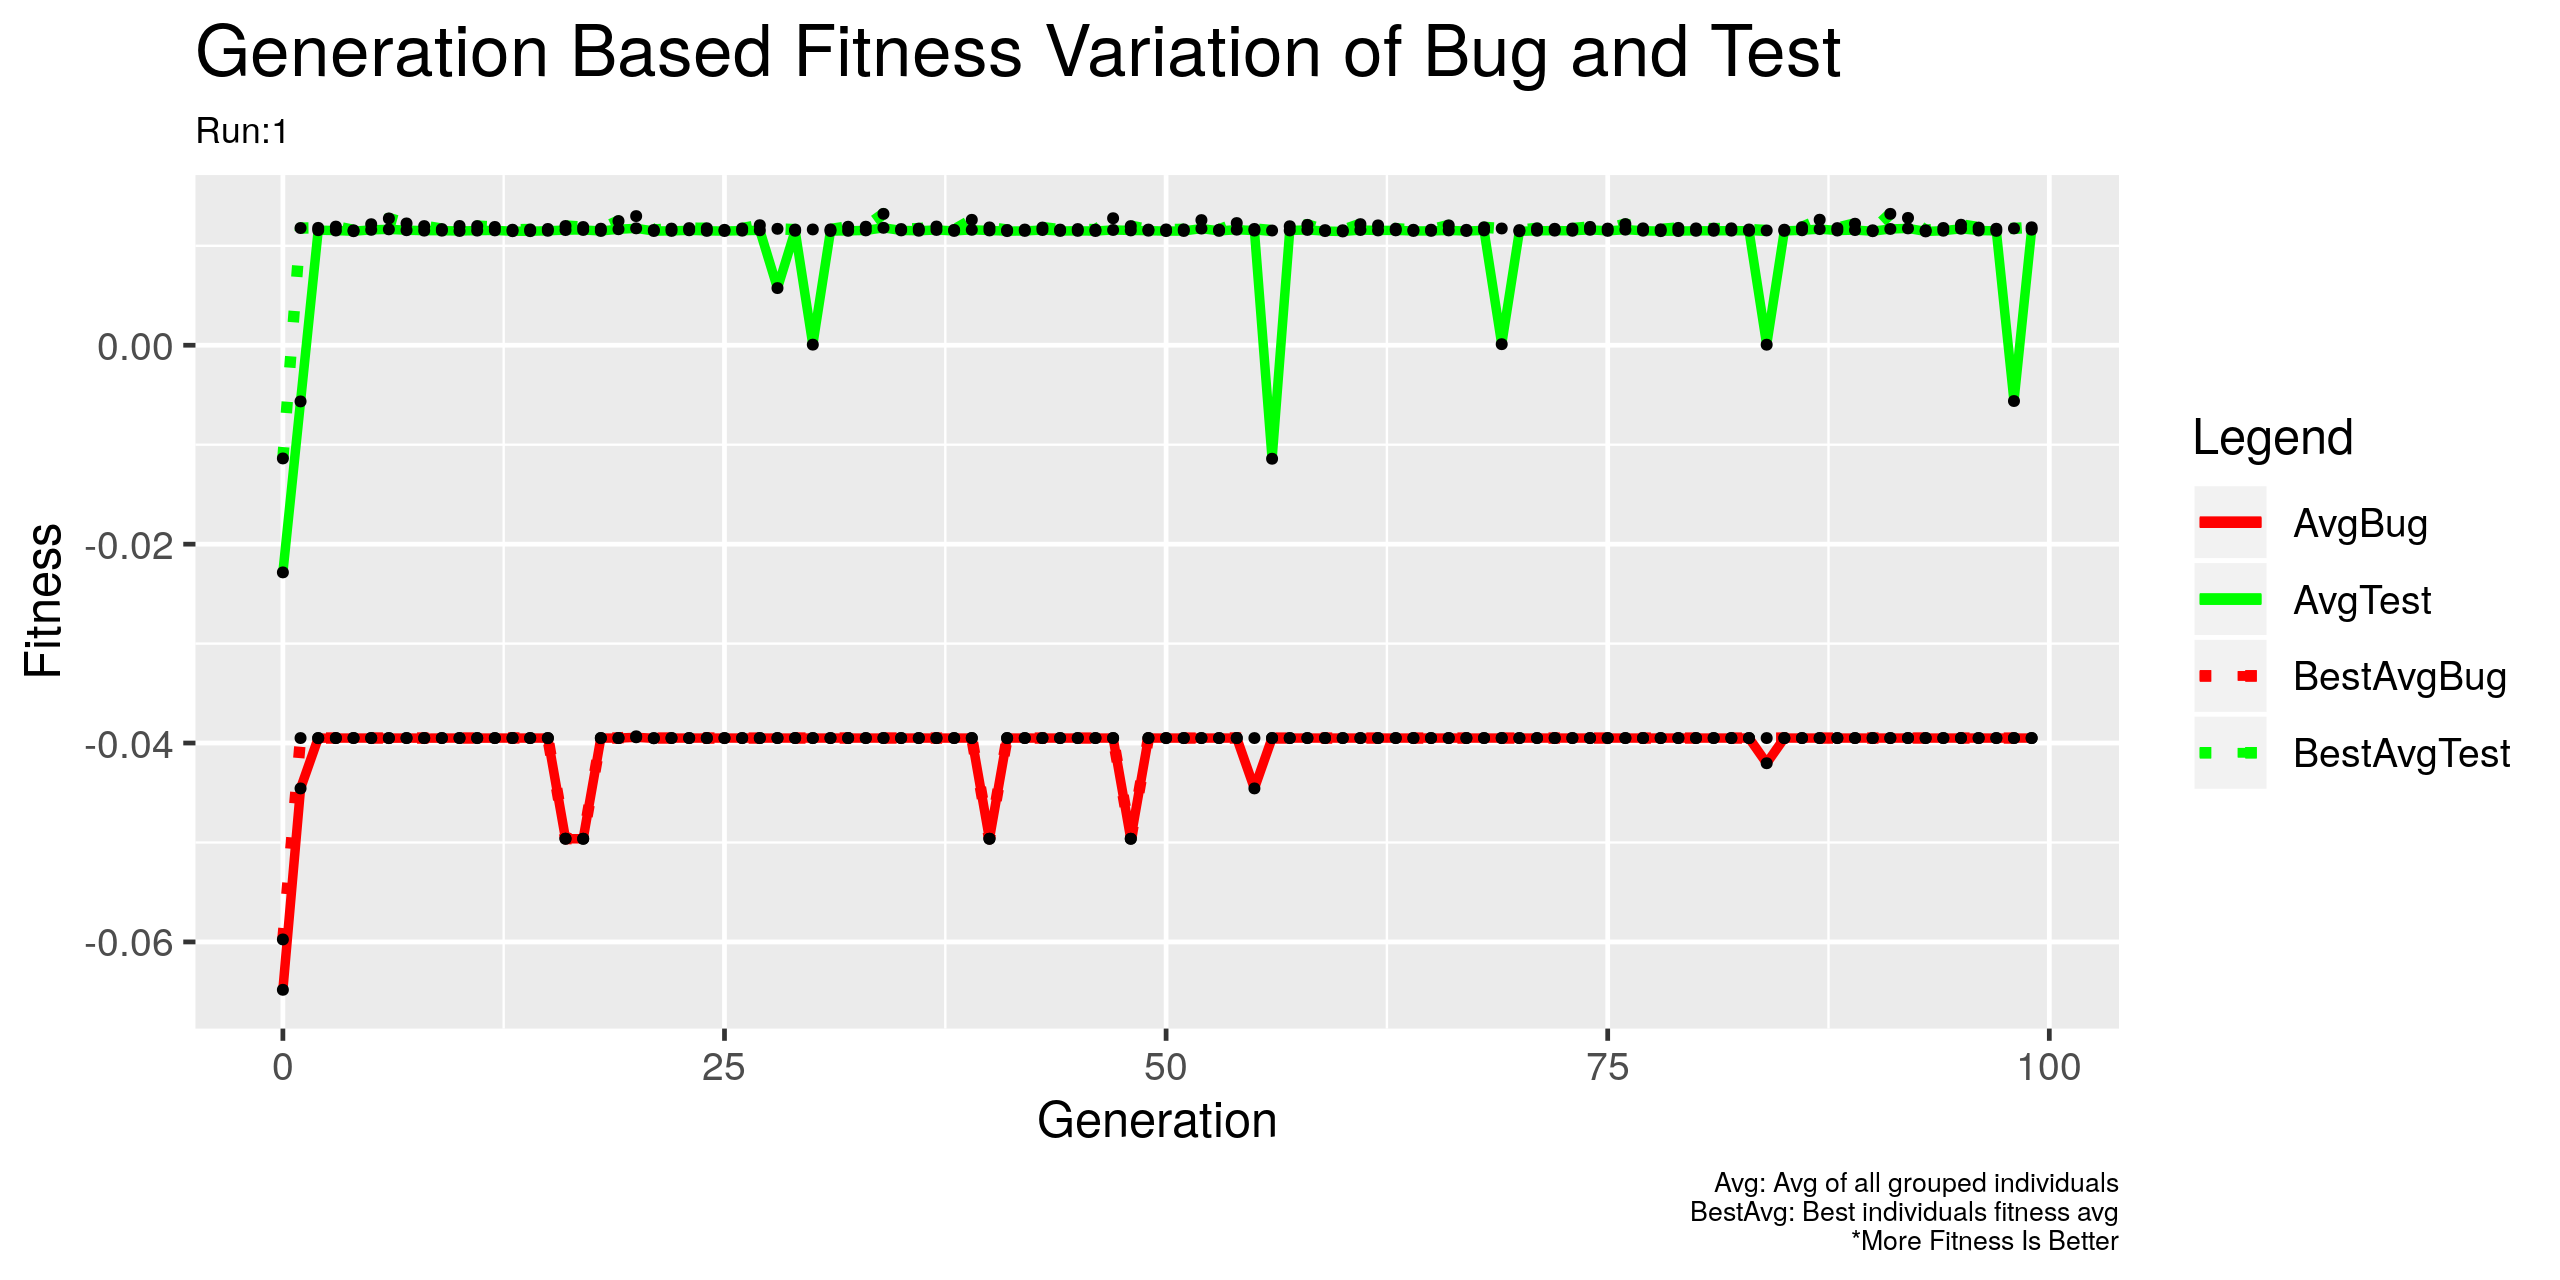 Generation Based Fitness Variation of Bug and Test
Run:1
Fitness
0.00
-0.02
-0.04
-0.06
0
25
50
75
100
Generation
Legend
AvgBug
AvgTest
BestAvgBug
BestAvgTest
Avg: Avg of all grouped individuals
BestAvg: Best individuals fitness avg
*More Fitness Is Better